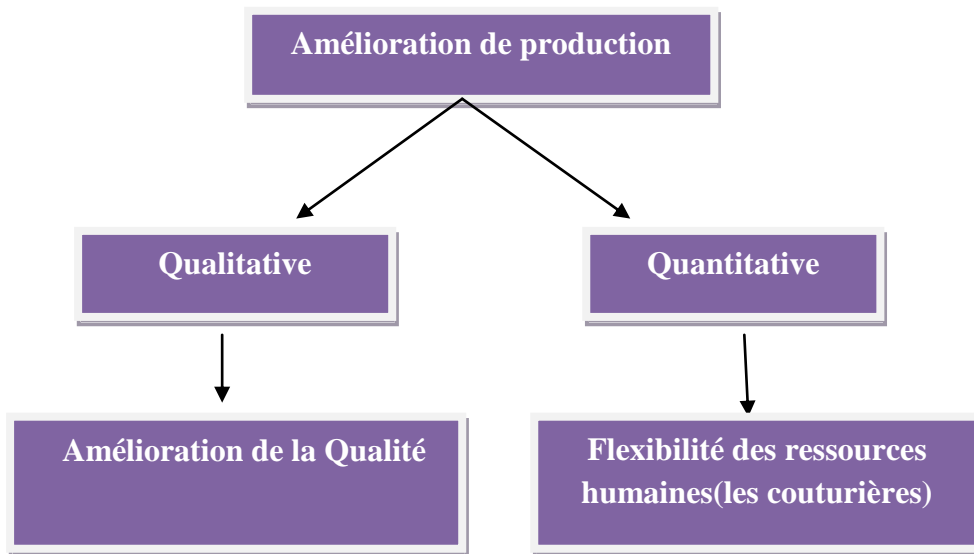 Amélioration de production
Qualitative
Quantitative
Amélioration de la Qualité
Flexibilité des ressources
humaines(les couturières)